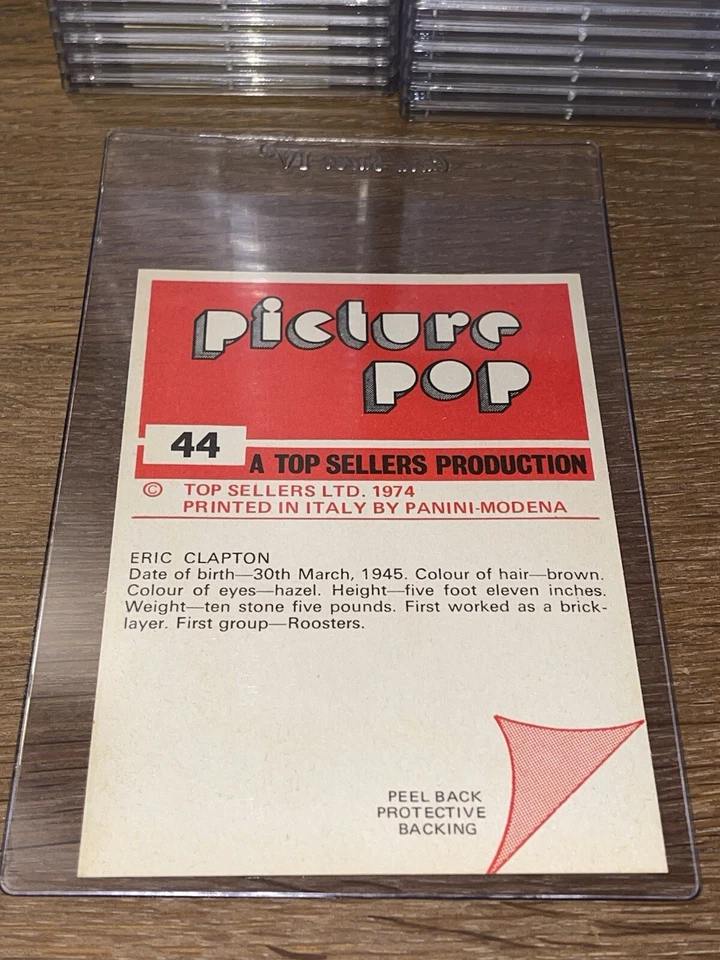 picture
pop
44
A TOP SELLERS PRODUCTION
© TOP SELLERS LTD. 1974
PRINTED IN ITALY BY PANINI-MODENA
ERIC CLAPTON
Date of birth—30th March, 1945. Colour of hair—brown.
Colour of eyes—hazel. Height—five foot eleven inches.
Weight—ten stone five pounds. First worked as a brick-
layer. First group—Roosters.
PEEL BACK
PROTECTIVE
BACKING